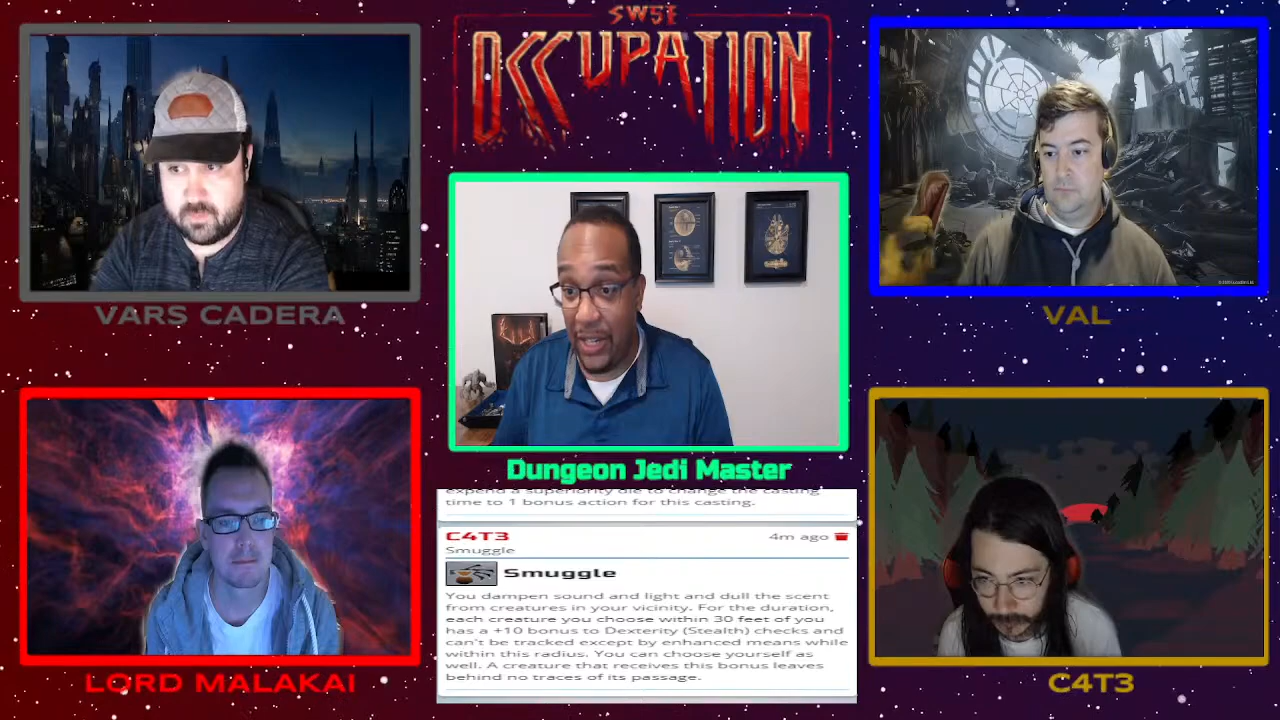 SW5E
OCCUPATION
VARS CADERA
VAL
Dungeon Jedi Master
expend a superiority die to change the casting
time to 1 bonus action for this casting.
C4T3
4m ago
Smuggle
Smuggle
You dampen sound and light and dull the scent
from creatures in your vicinity. For the duration,
each creature you choose within 30 feet of you
has a +10 bonus to Dexterity (Stealth) checks and
can't be tracked except by enhanced means while
within this radius. You can choose yourself as
well. A creature that receives this bonus leaves
behind no traces of its passage.
LORD MALAKAI
C4T3